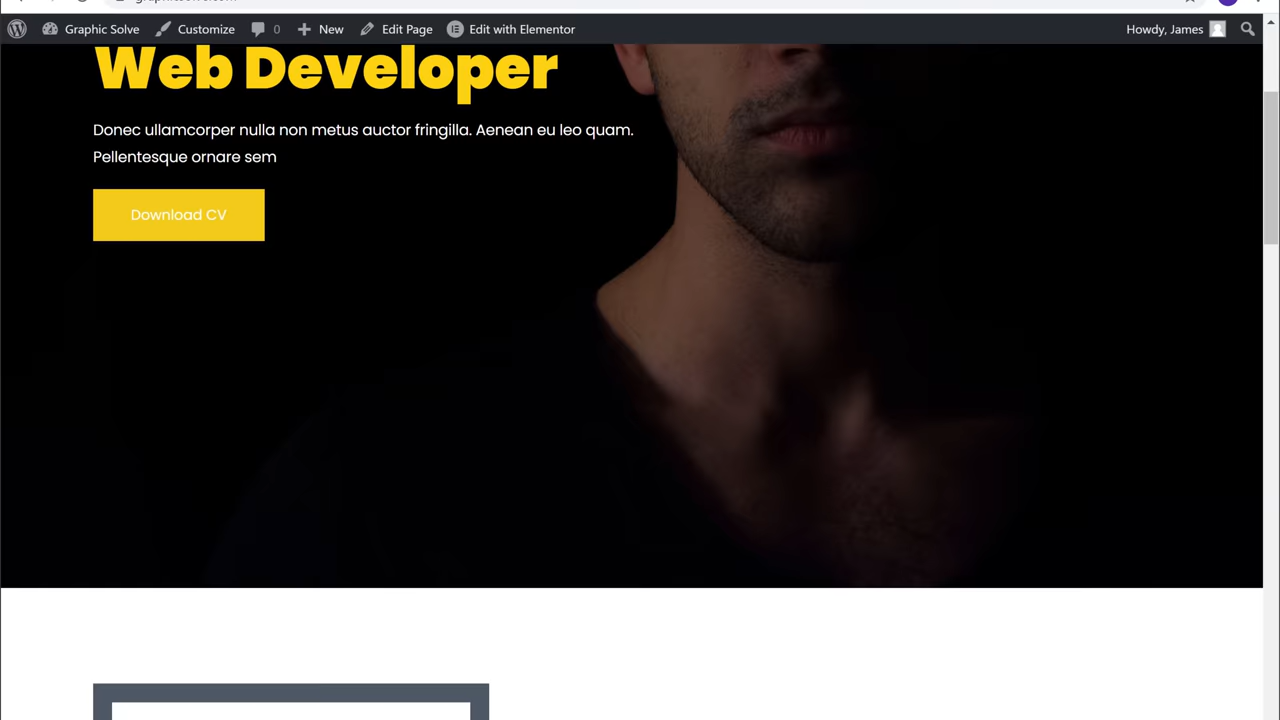 Graphic Solve Customize 0 New Edit Page Edit with Elementor Howdy, James
Web Developer
Donec ullamcorper nulla non metus auctor fringilla. Aenean eu leo quam.
Pellentesque ornare sem
Download CV